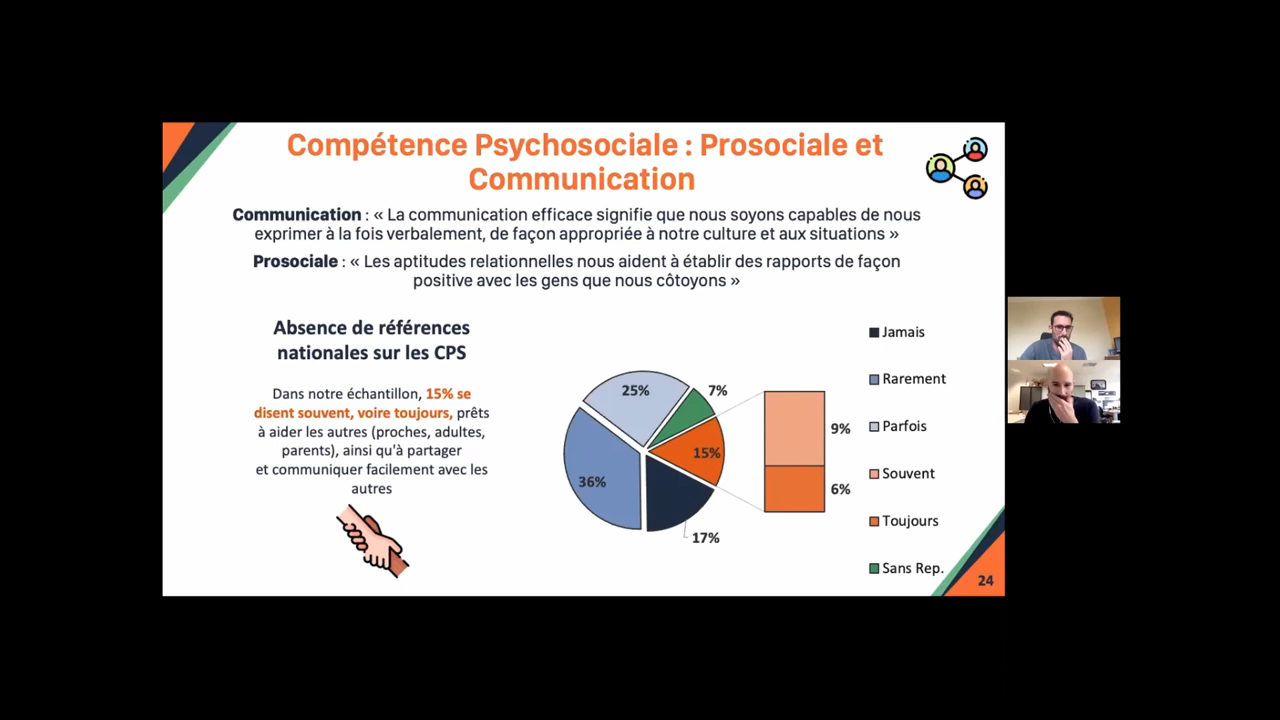 Compétence Psychosociale : Prosociale et
Communication
Communication : « La communication efficace signifie que nous soyons capables de nous
exprimer à la fois verbalement, de façon appropriée à notre culture et aux situations »
Prosociale : « Les aptitudes relationnelles nous aident à établir des rapports de façon
positive avec les gens que nous côtoyons »
Absence de références
nationales sur les CPS
Dans notre échantillon, 15% se
disent souvent, voire toujours, prêts
à aider les autres (proches, adultes,
parents), ainsi qu'à partager
et communiquer facilement avec les
autres
25%
7%
15%
36%
17%
9%
6%
Jamais
Rarement
Parfois
Souvent
Toujours
Sans Rep.
24